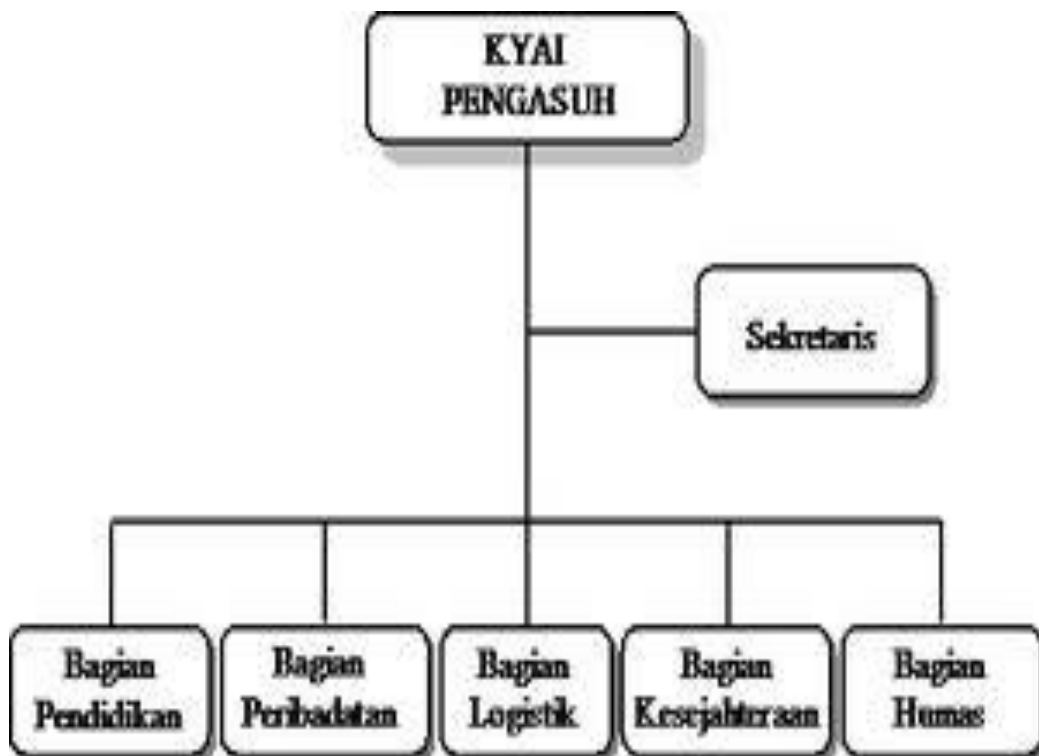 KYAI
PENGASUH
Sekretaris
Bagian
Pendidikan
Bagian
Peribadatan
Bagian
Logistik
Bagian
Kesejahteraan
Bagian
Humas